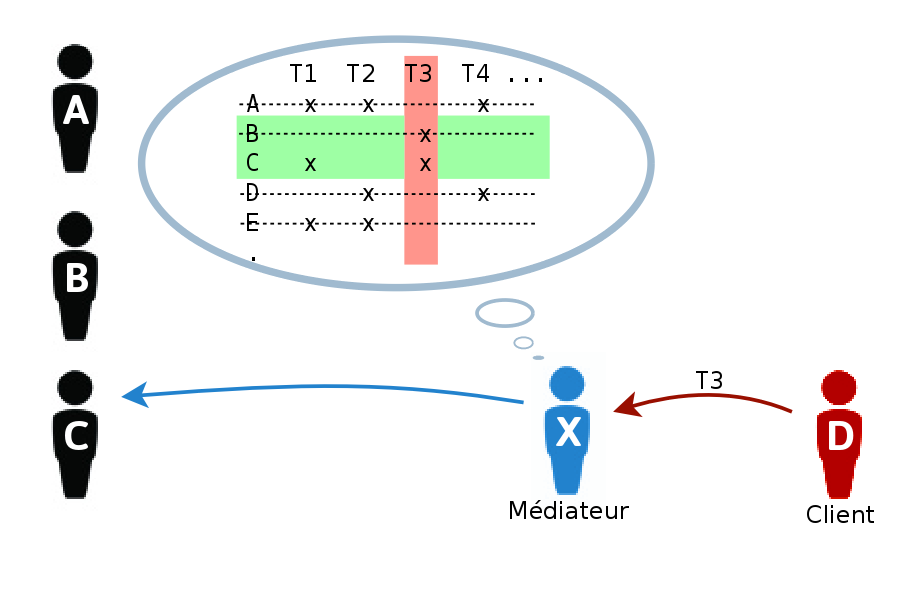 T1 T2 T3 T4 ...
A x x x
B x
C x x
D x x
E x x
.
A
B
C
T3
X
D
Médiateur
Client